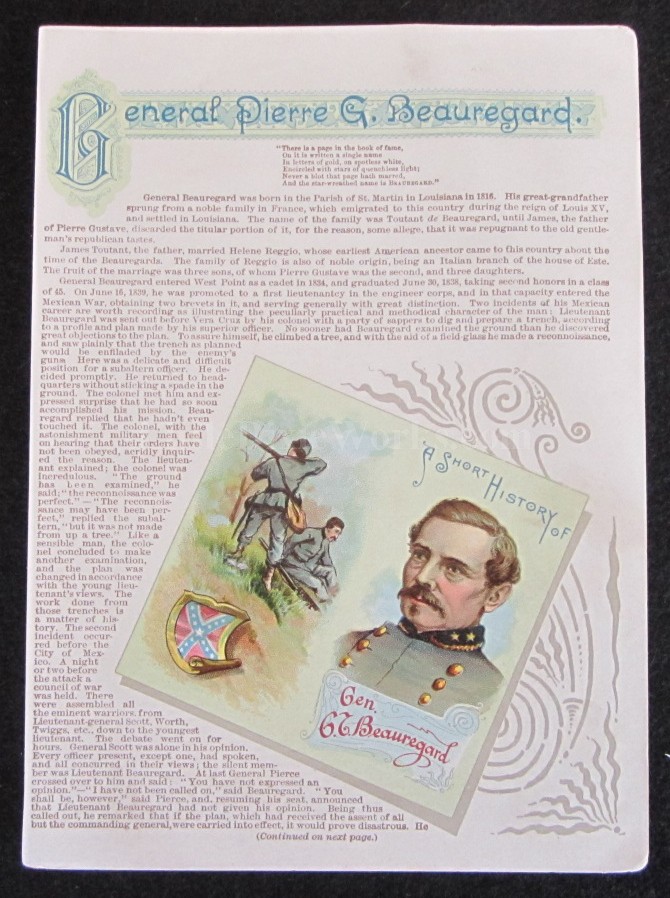 General Pierre G. Beauregard.
"There is a page in the book of fame,
On it is written a single name
In letters of gold, on spotless white,
Encircled with stars of quenchless light;
Never a blot that page hath marred,
And the star-wreathed name is BEAUREGARD."
General Beauregard was born in the Parish of St. Martin in Louisiana in 1816. His great-grandfather
sprung from a noble family in France, which emigrated to this country during the reign of Louis XV,
and settled in Louisiana. The name of the family was Toutant de Beauregard, until James, the father
of Pierre Gustave, discarded the titular portion of it, for the reason, some allege, that it was repugnant to the old gentle-
man's republican tastes.
James Toutant, the father, married Helene Reggio, whose earliest American ancestor came to this country about the
time of the Beauregards. The family of Reggio is also of noble origin, being an Italian branch of the house of Este.
The fruit of the marriage was three sons, of whom Pierre Gustave was the second, and three daughters.
General Beauregard entered West Point as a cadet in 1834, and graduated June 30, 1838, taking second honors in a class
of 45. On June 16, 1839, he was promoted to a first lieutenancy in the engineer corps, and in that capacity entered the
Mexican War, obtaining two brevets in it, and serving generally with great distinction. Two incidents of his Mexican
career are worth recording as illustrating the peculiarly practical and methodical character of the man: Lieutenant
Beauregard was sent out before Vera Cruz by his colonel with a party of sappers to dig and prepare a trench, according
to a profile and plan made by his superior officer. No sooner had Beauregard examined the ground than he discovered
great objections to the plan. To assure himself, he climbed a tree, and with the aid of a field-glass he made a reconnoissance,
and saw plainly that the trench as planned
would be enfiladed by the enemy's
guns. Here was a delicate and difficult
position for a subaltern officer. He de-
cided promptly. He returned to head-
quarters without sticking a spade in the
ground. The colonel met him and ex-
pressed surprise that he had so soon
accomplished his mission. Beau-
regard replied that he hadn't even
touched it. The colonel, with the
astonishment military men feel
on hearing that their orders have
not been obeyed, acridly inquir-
ed the reason. The lieuten-
ant explained; the colonel was
incredulous. "The ground
has been examined," he
said; "the reconnoissance was
perfect."—"The reconnois-
sance may have been per-
fect," replied the subal-
tern, "but it was not made
from up a tree." Like a
sensible man, the colo-
nel concluded to make
another examination,
and the plan was
changed in accordance
with the young lieu-
tenant's views. The
work done from
those trenches is
a matter of his-
tory. The second
incident occur-
red before the
City of Mex-
ico. A night
or two before
the attack a
council of war
was held. There
were assembled all
the eminent warriors, from
Lieutenant-general Scott, Worth,
Twiggs, etc., down to the youngest
lieutenant. The debate went on for
hours. General Scott was alone in his opinion.
Every officer present, except one, had spoken,
and all concurred in their views; the silent mem-
ber was Lieutenant Beauregard. At last General Pierce
crossed over to him and said: "You have not expressed an
opinion."—"I have not been called on," said Beauregard. "You
shall be, however," said Pierce, and, resuming his seat, announced
that Lieutenant Beauregard had not given his opinion. Being thus
called out, he remarked that if the plan, which had received the assent of all
but the commanding general, were carried into effect, it would prove disastrous. He
(Continued on next page.)
A SHORT HISTORY OF
Gen.
G.T. Beauregard